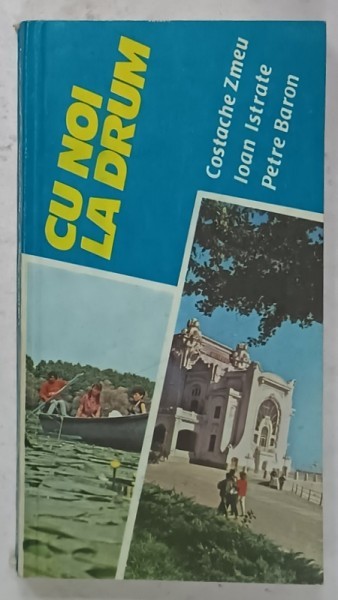 CU NOI
LA DRUM
Costache Zmeu
Ioan Istrate
Petre Baron